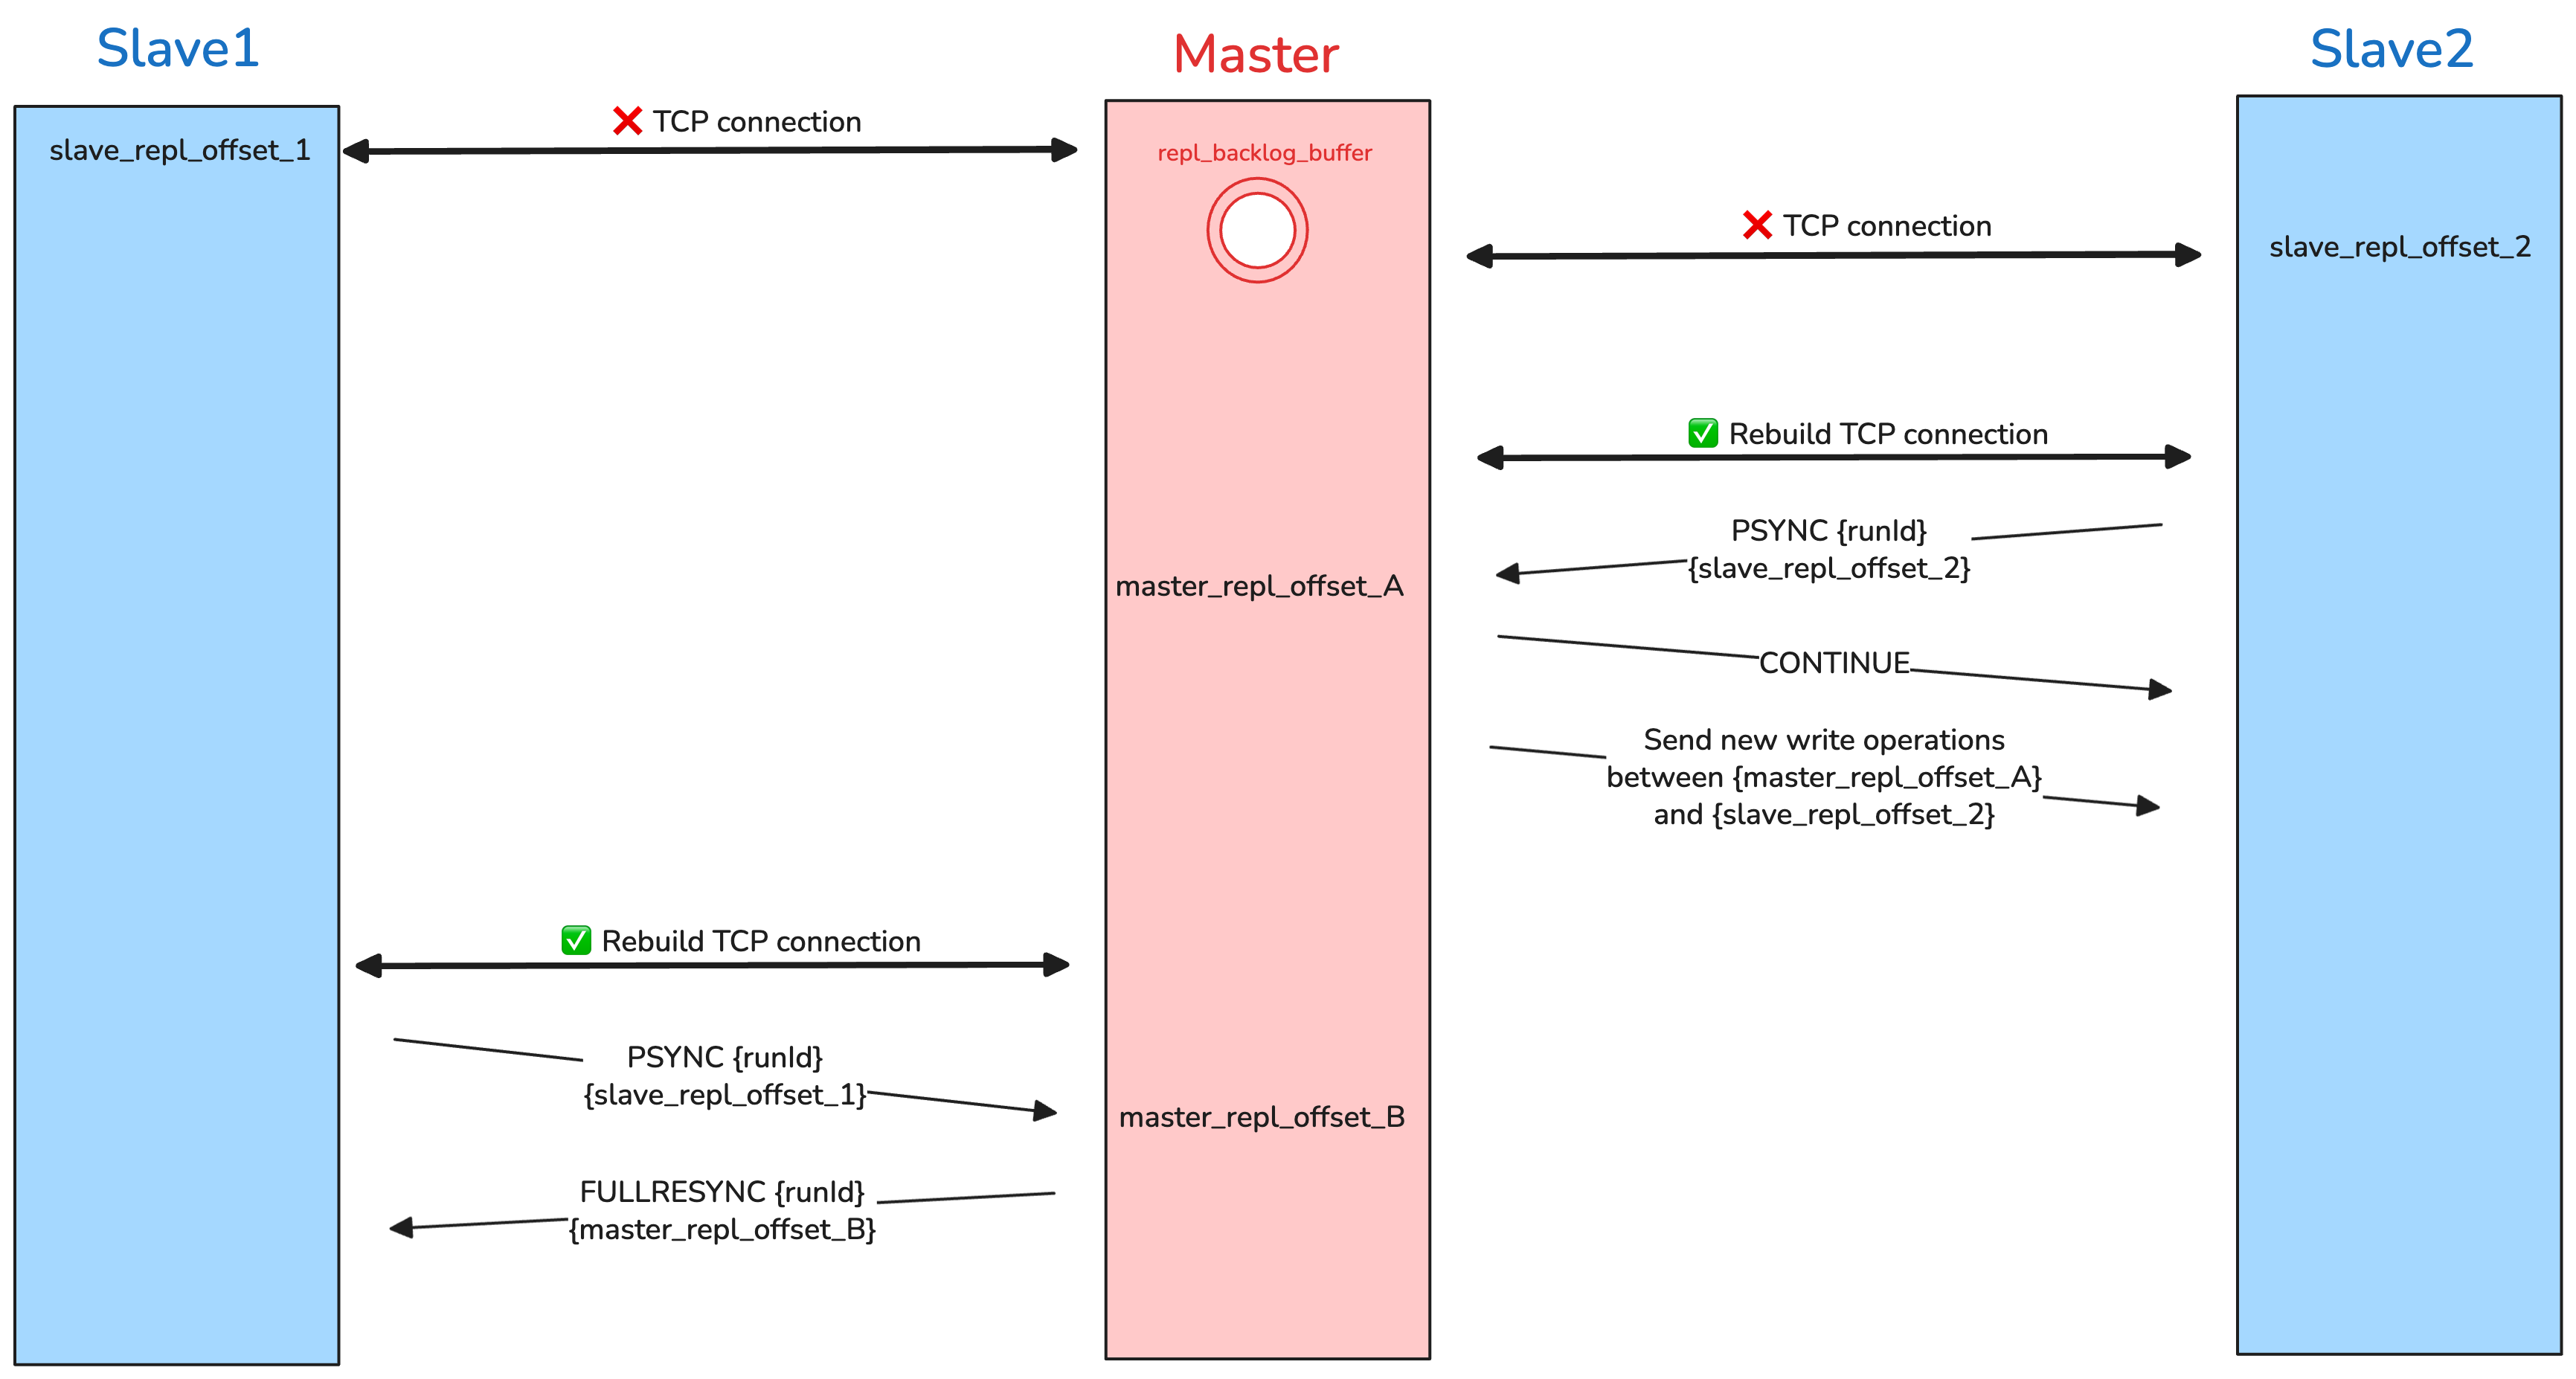 Slave1
Master
Slave2
❌ TCP connection
slave_repl_offset_1
repl_backlog_buffer
❌ TCP connection
slave_repl_offset_2
✅ Rebuild TCP connection
PSYNC {runId}
{slave_repl_offset_2}
master_repl_offset_A
CONTINUE
Send new write operations
between {master_repl_offset_A}
and {slave_repl_offset_2}
✅ Rebuild TCP connection
PSYNC {runId}
{slave_repl_offset_1}
master_repl_offset_B
FULLRESYNC {runId}
{master_repl_offset_B}